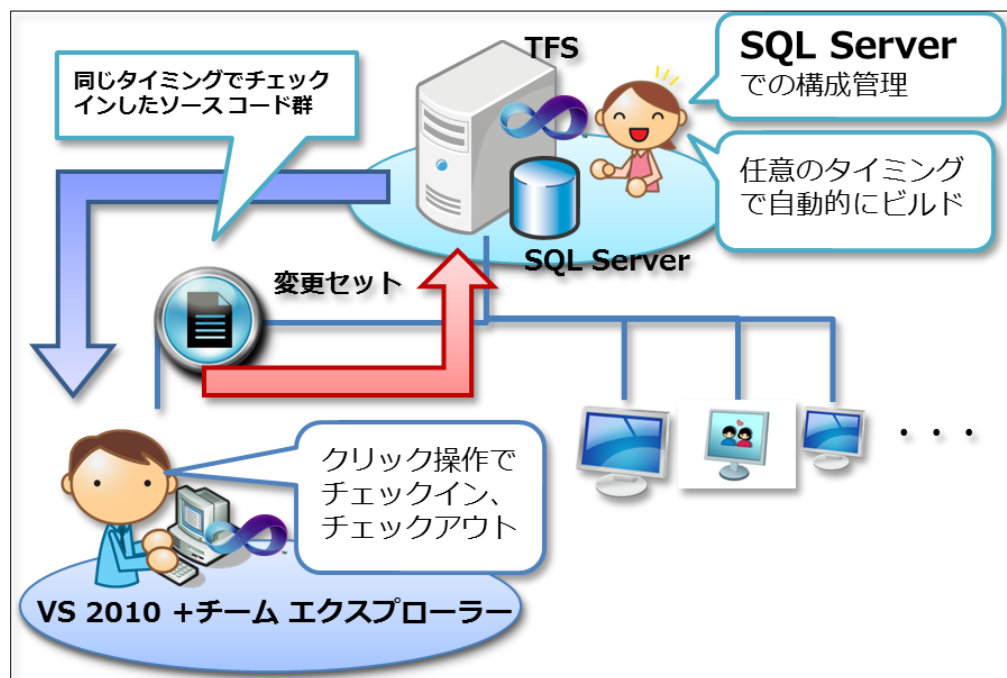 TFS
SQL Server
での構成管理
同じタイミングでチェック
インしたソース コード群
任意のタイミング
で自動的にビルド
SQL Server
変更セット
・・・
クリック操作で
チェックイン、
チェックアウト
VS 2010 +チーム エクスプローラー